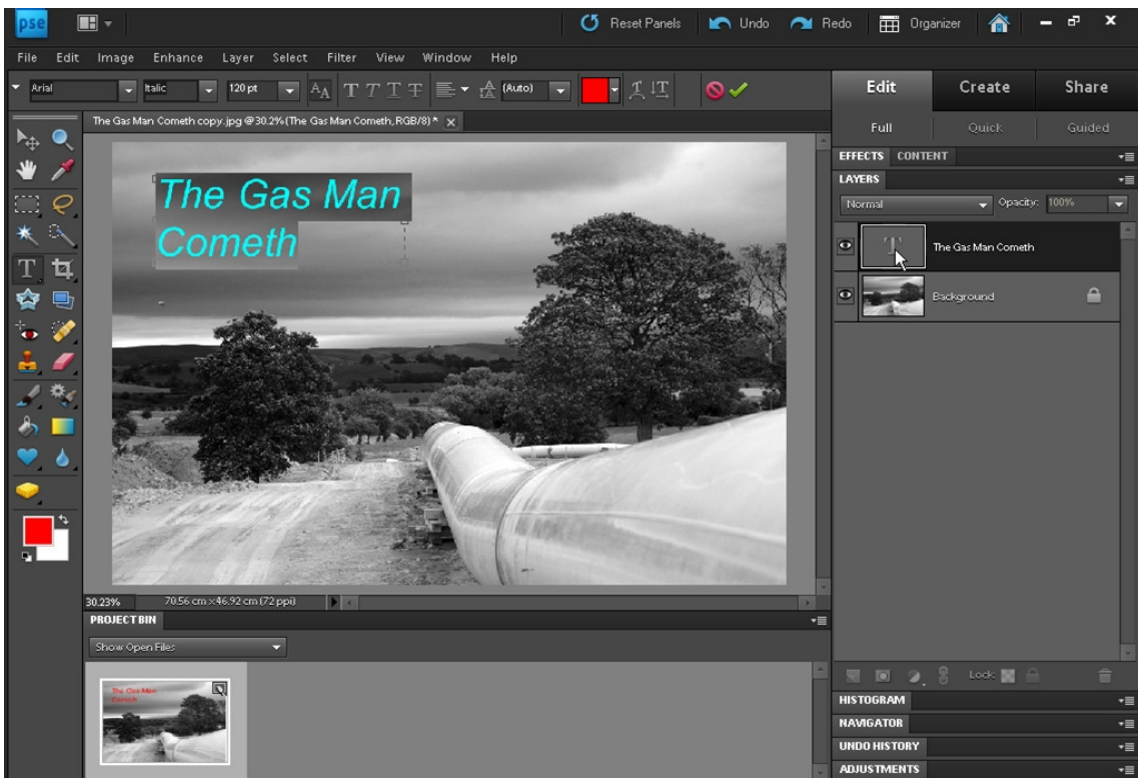 pse
Reset Panels Undo Redo Organizer
File Edit Image Enhance Layer Select Filter View Window Help
Arial Italic 120 pt (Auto)
Edit Create Share
Full Quick Guided
The Gas Man Cometh copy.jpg @ 30.2% (The Gas Man Cometh, RGB/8) *
The Gas Man
Cometh
EFFECTS CONTENT
LAYERS
Normal Opacity: 100%
The Gas Man Cometh
Background
30.23% 70.56 cm x 46.92 cm (72 ppi)
PROJECT BIN
Show Open Files
The Gas Man
Cometh
Lock:
HISTOGRAM
NAVIGATOR
UNDO HISTORY
ADJUSTMENTS